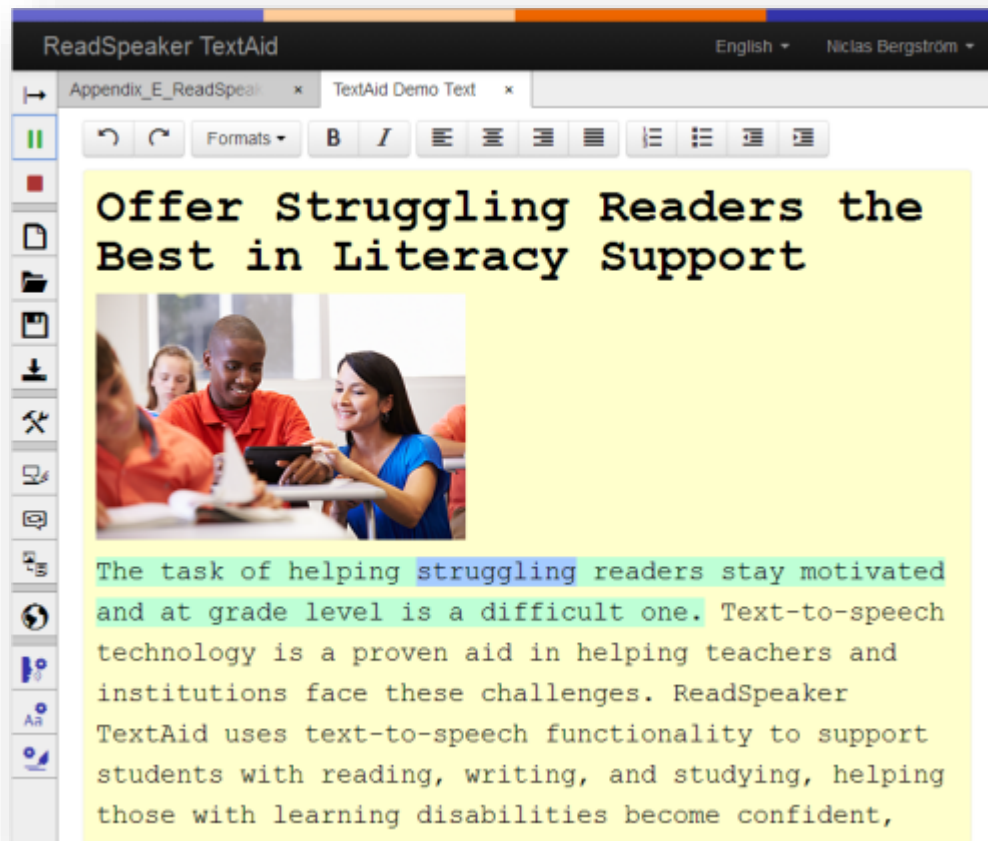 ReadSpeaker TextAid
English
Niclas Bergström
Appendix_E_ReadSpeak
TextAid Demo Text
Formats
B I
Offer Struggling Readers the
Best in Literacy Support
The task of helping struggling readers stay motivated
and at grade level is a difficult one. Text-to-speech
technology is a proven aid in helping teachers and
institutions face these challenges. ReadSpeaker
TextAid uses text-to-speech functionality to support
students with reading, writing, and studying, helping
those with learning disabilities become confident,
Aa